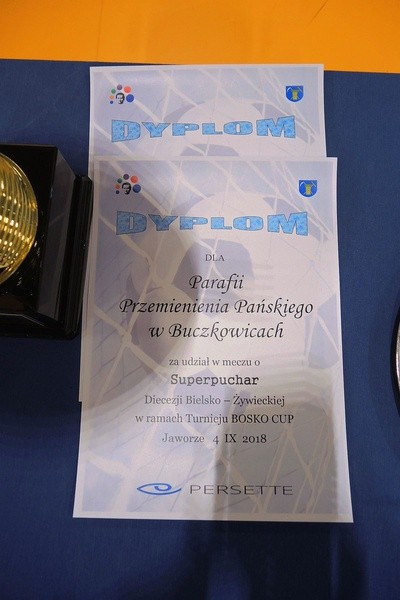 DYPLOM
DYPLOM
DLA
Parafii
Przemienienia Pańskiego
w Buczkowicach
za udział w meczu o
Superpuchar
Diecezji Bielsko – Żywieckiej
w ramach Turnieju BOSKO CUP
Jaworze 4 IX 2018
PERSETTE